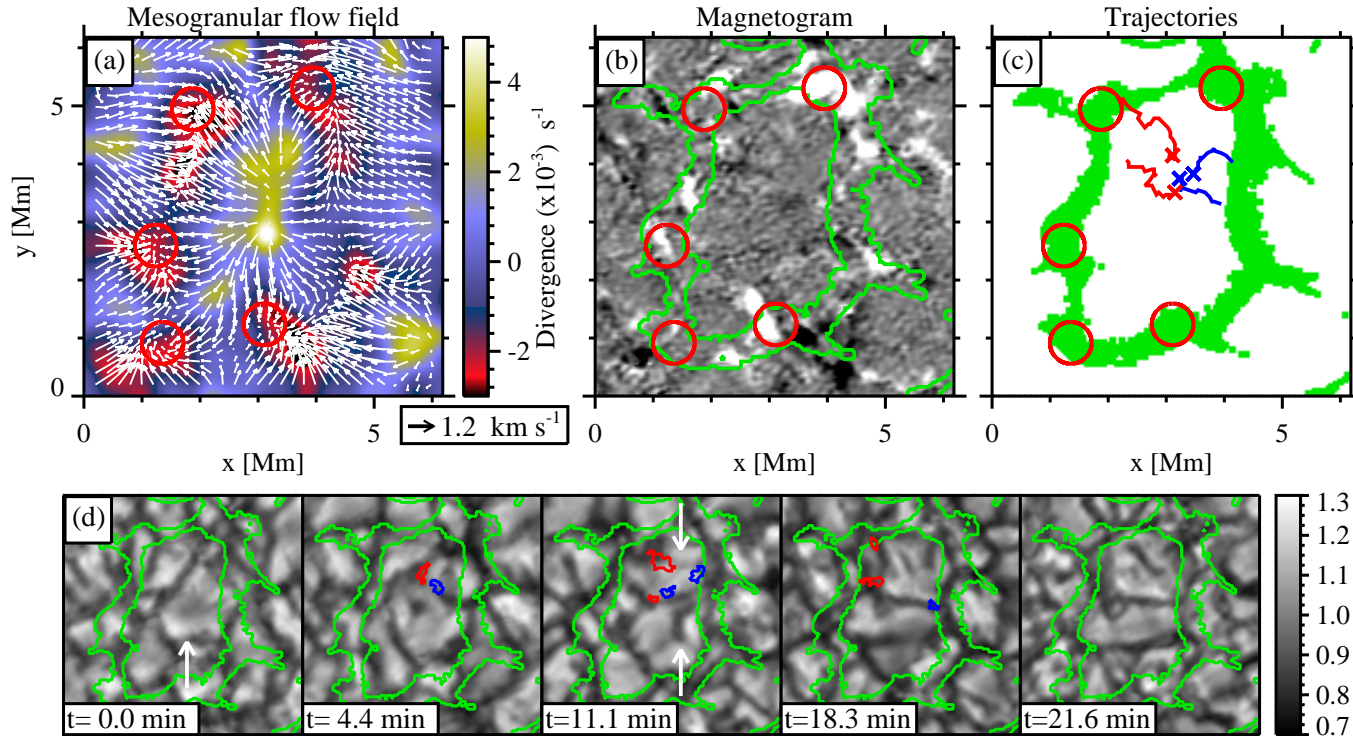 Mesogranular flow field
Magnetogram
Trajectories
(a)
(b)
(c)
y [Mm]
5
0
0
5
x [Mm]
4
2
0
-2
Divergence (x10⁻³) s⁻¹
1.2 km s⁻¹
0
2
4
6
x [Mm]
0
5
x [Mm]
(d)
t= 0.0 min
t= 4.4 min
t=11.1 min
t=18.3 min
t=21.6 min
1.3
1.2
1.1
1.0
0.9
0.8
0.7